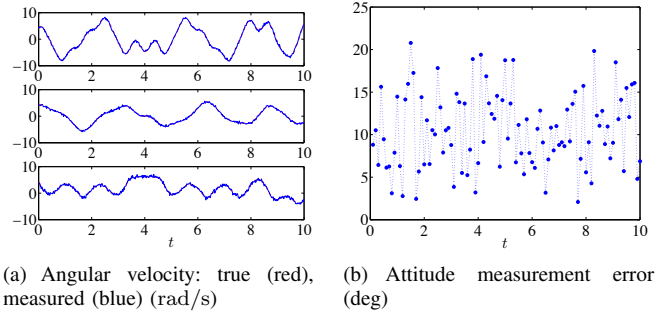 10
0
−10
0 2 4 6 8 10
10
0
−10
0 2 4 6 8 10
10
0
−10
0 2 4 6 8 10
t
25
20
15
10
5
0
0 2 4 6 8 10
t
(a) Angular velocity: true (red),
measured (blue) (rad/s)
(b) Attitude measurement error
(deg)